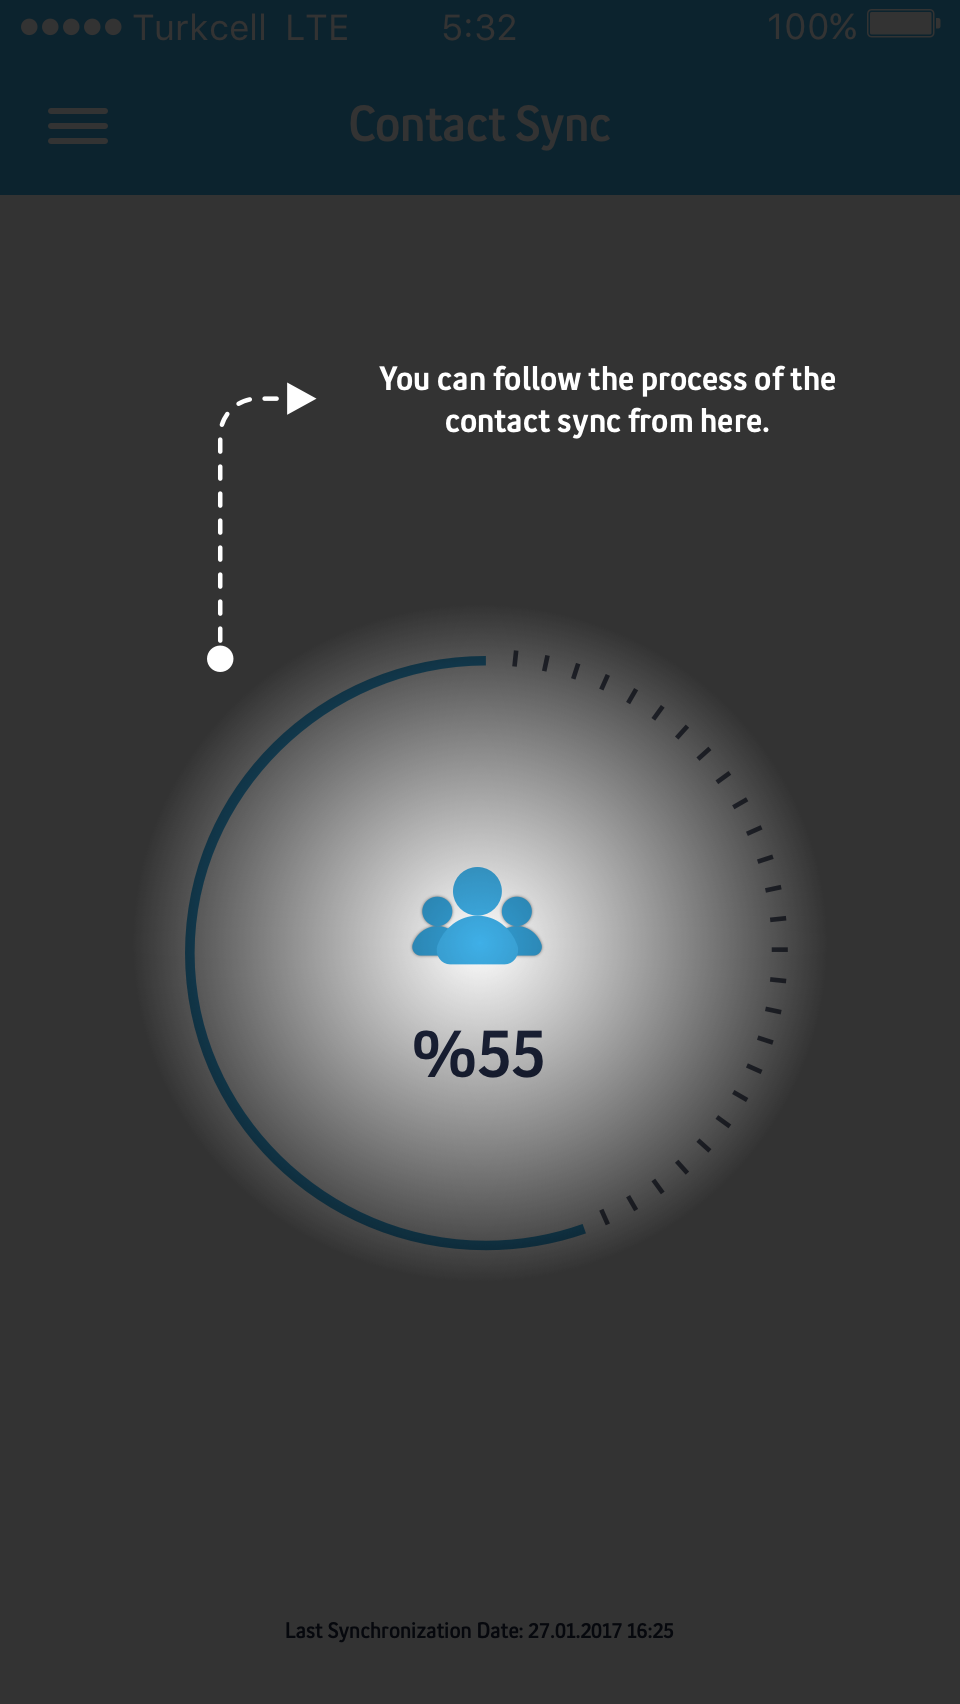 Turkcell LTE 5:32 100%
Contact Sync
You can follow the process of the
contact sync from here.
%55
Last Synchronization Date: 27.01.2017 16:25